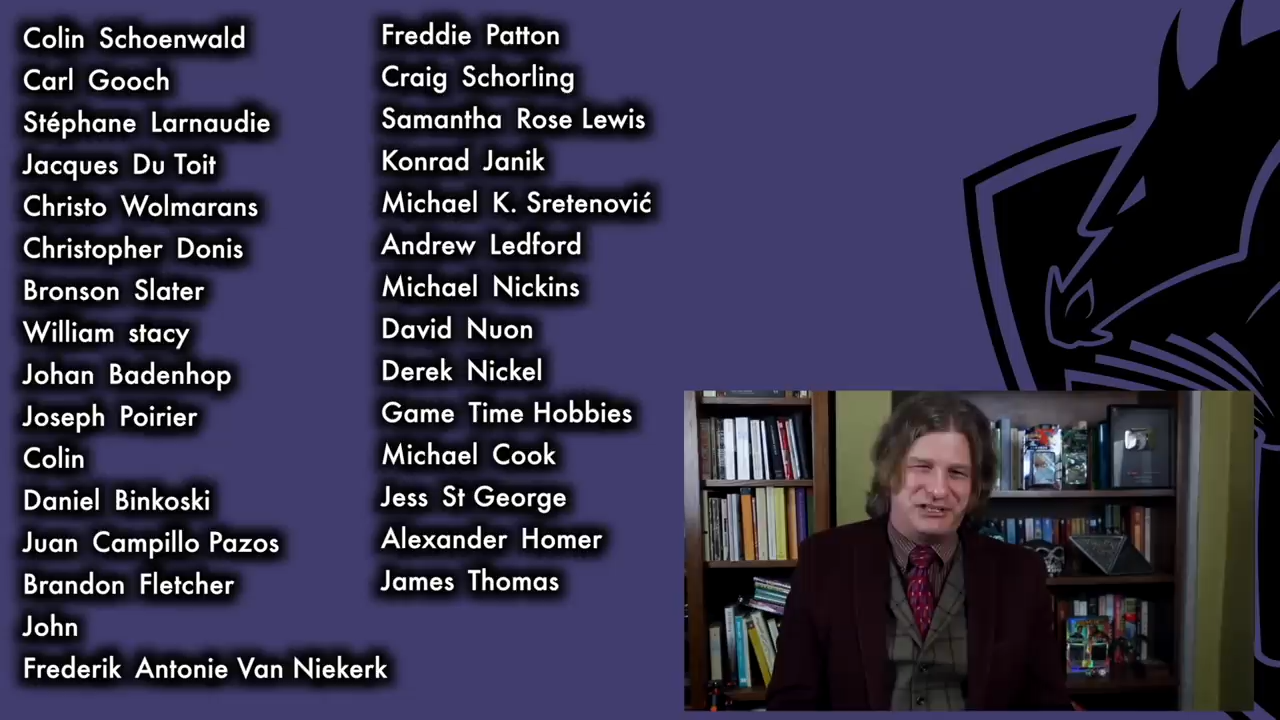 Colin Schoenwald
Carl Gooch
Stéphane Larnaudie
Jacques Du Toit
Christo Wolmarans
Christopher Donis
Bronson Slater
William stacy
Johan Badenhop
Joseph Poirier
Colin
Daniel Binkoski
Juan Campillo Pazos
Brandon Fletcher
John
Frederik Antonie Van Niekerk
Freddie Patton
Craig Schorling
Samantha Rose Lewis
Konrad Janik
Michael K. Sretenović
Andrew Ledford
Michael Nickins
David Nuon
Derek Nickel
Game Time Hobbies
Michael Cook
Jess St George
Alexander Homer
James Thomas